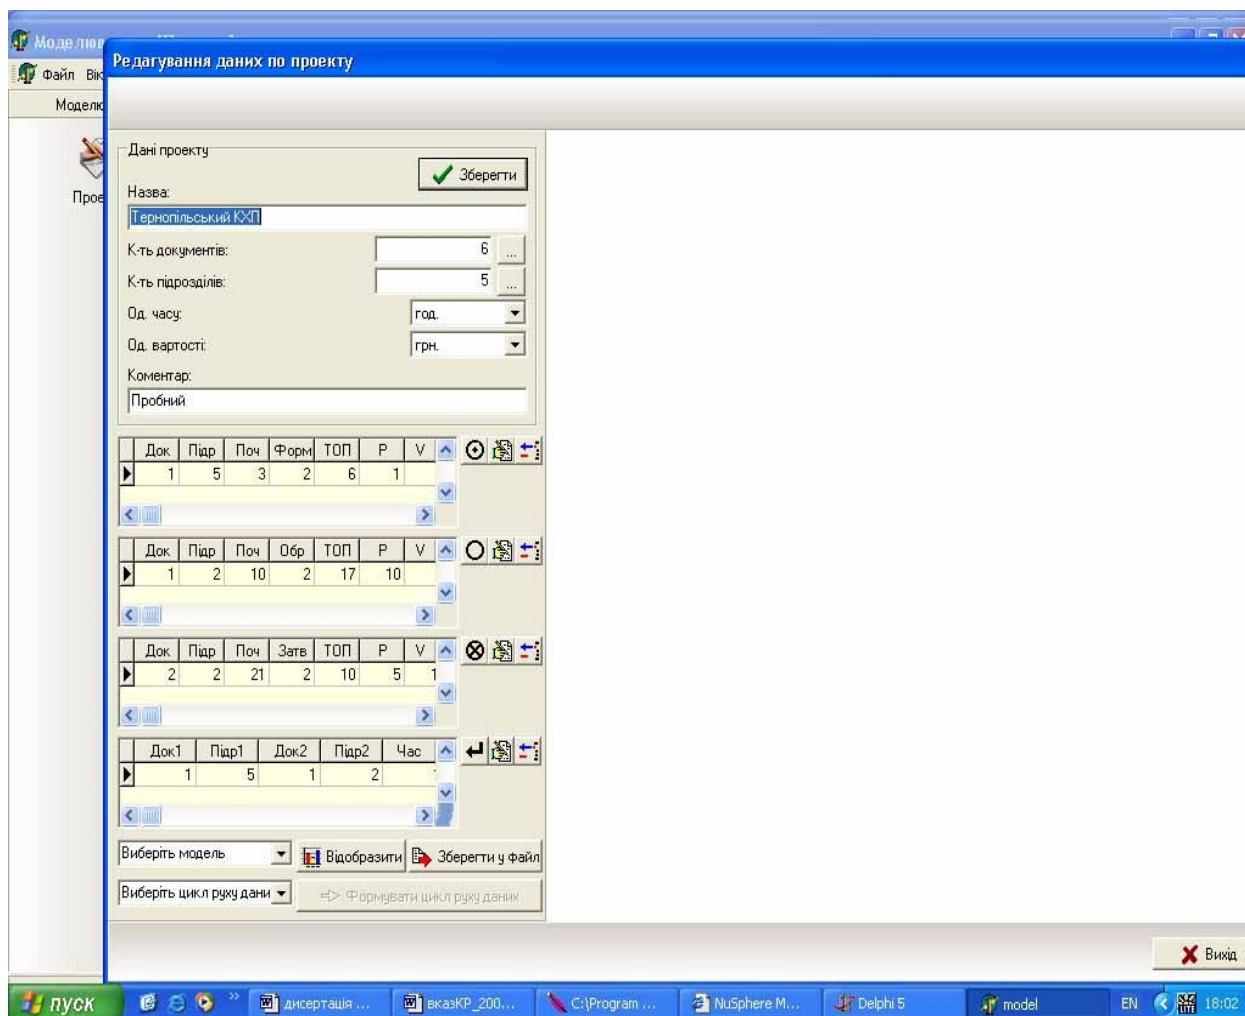 Моделюв
Редагування даних по проекту
Файл Вік
Моделю
Дані проекту
Зберегти
Прое
Назва:
Тернопільський КХП
К-ть документів: 6 ...
К-ть підрозділів: 5 ...
Од. часу: год.
Од. вартості: грн.
Коментар:
Пробний
Док Підр Поч Форм ТОП Р V
1 5 3 2 6 1
Док Підр Поч Обр ТОП Р V
1 2 10 2 17 10
Док Підр Поч Затв ТОП Р V
2 2 21 2 10 5 1
Док1 Підр1 Док2 Підр2 Час
1 5 1 2
Виберіть модель Відобразити Зберегти у файл
Виберіть цикл руху дани Формувати цикл руху даних
Вихід
пуск » дисертація ... вказКР_200... C:\Program ... NuSphere M... Delphi 5 model EN 18:02